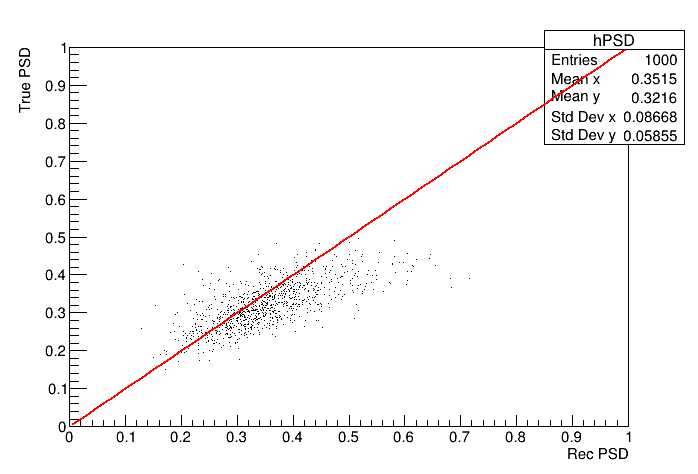 hPSD
Entries 1000
Mean x 0.3515
Mean y 0.3216
Std Dev x 0.08668
Std Dev y 0.05855
True PSD
1
0.9
0.8
0.7
0.6
0.5
0.4
0.3
0.2
0.1
0
0 0.1 0.2 0.3 0.4 0.5 0.6 0.7 0.8 0.9 1
Rec PSD